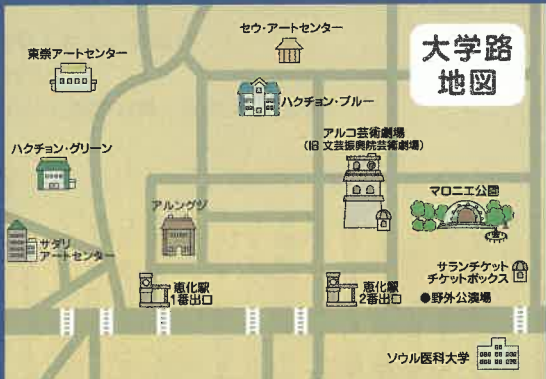 大学路
地図
セウ・アートセンター
東崇アートセンター
ハクチョン・ブルー
アルコ芸術劇場
(旧 文芸振興院芸術劇場)
ハクチョン・グリーン
マロニエ公園
アルングジ
サダリ
アートセンター
サランチケット
チケットボックス
恵化駅
1番出口
恵化駅
2番出口
●野外公演場
ソウル医科大学